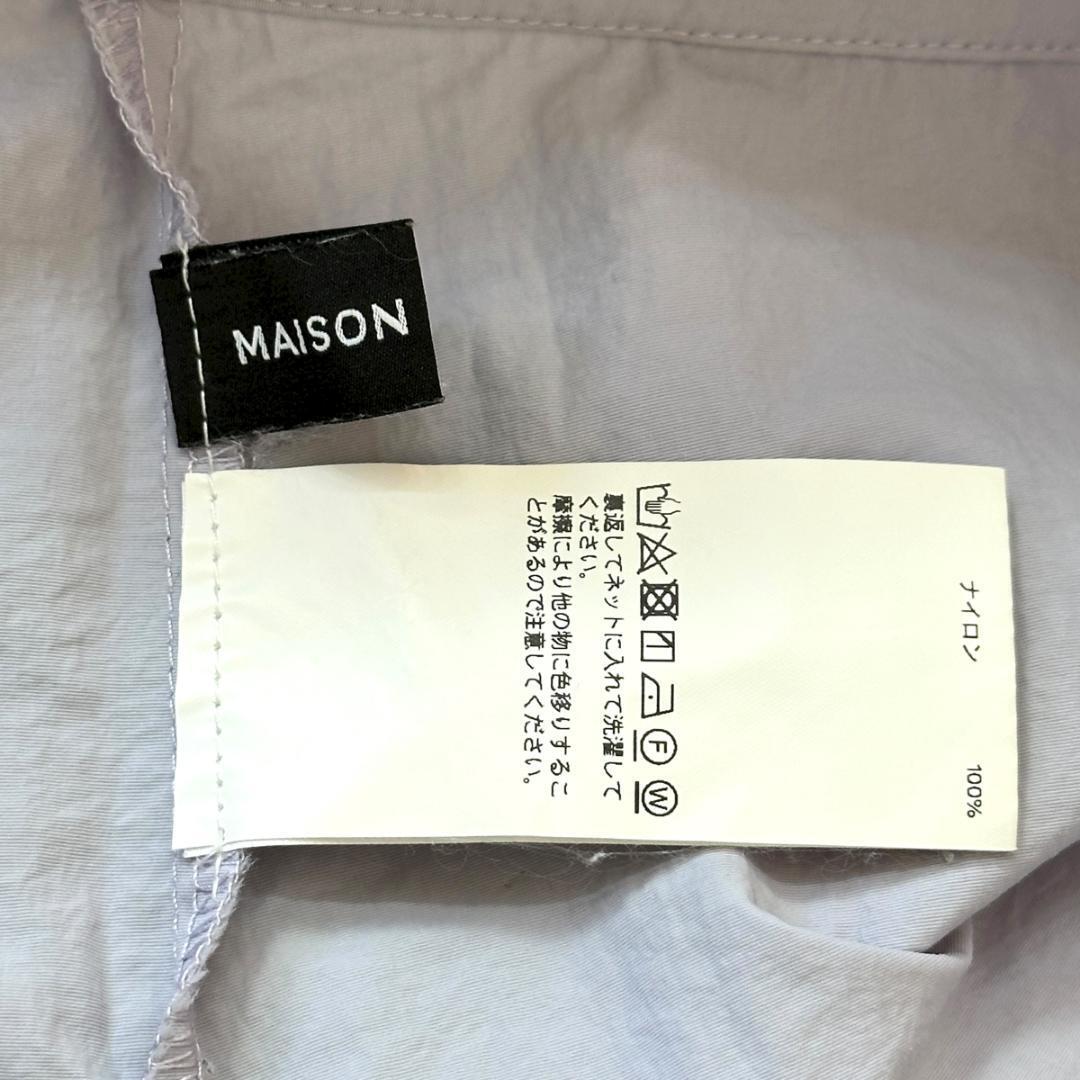 MAISON
ナイロン 100%
F
W
裏返してネットに入れて洗濯して
ください。
摩擦により他の物に色移りするこ
とがあるので注意してください。